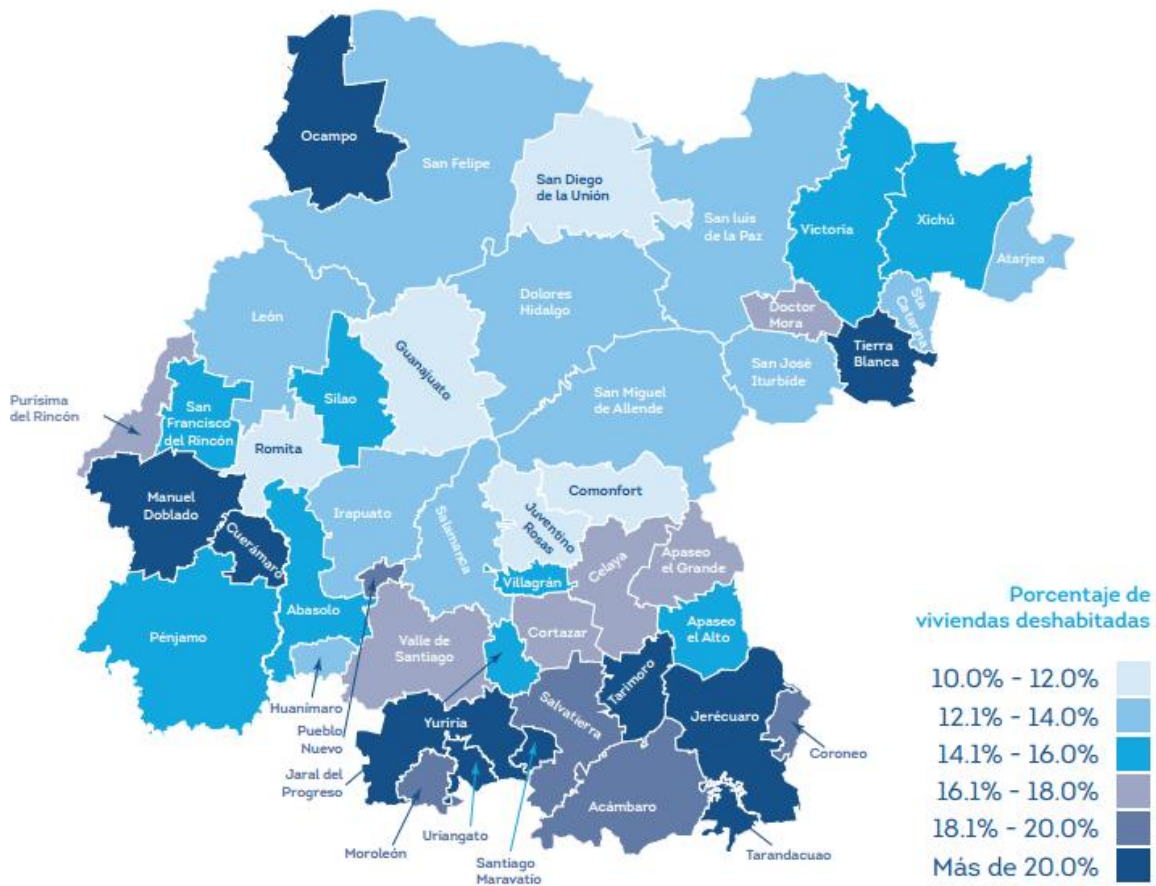 Ocampo
San Felipe
San Diego
de la Unión
San luis
de la Paz
Victoria
Xichú
Atarjea
Sta
Catarina
Doctor
Mora
Tierra
Blanca
San José
Iturbide
Dolores
Hidalgo
León
Guanajuato
Silao
San Miguel
de Allende
Purísima
del Rincón
San
Francisco
del Rincón
Romita
Manuel
Doblado
Cuerámaro
Irapuato
Salamanca
Comonfort
Juventino
Rosas
Celaya
Apaseo
el Grande
Villagrán
Abasolo
Pénjamo
Valle de
Santiago
Cortazar
Apaseo
el Alto
Tarimoro
Huanímaro
Pueblo
Nuevo
Yuriria
Salvatierra
Jerécuaro
Coroneo
Jaral del
Progreso
Acámbaro
Uriangato
Moroleón
Santiago
Maravatío
Tarandacuao
Porcentaje de
viviendas deshabitadas
10.0% - 12.0%
12.1% - 14.0%
14.1% - 16.0%
16.1% - 18.0%
18.1% - 20.0%
Más de 20.0%